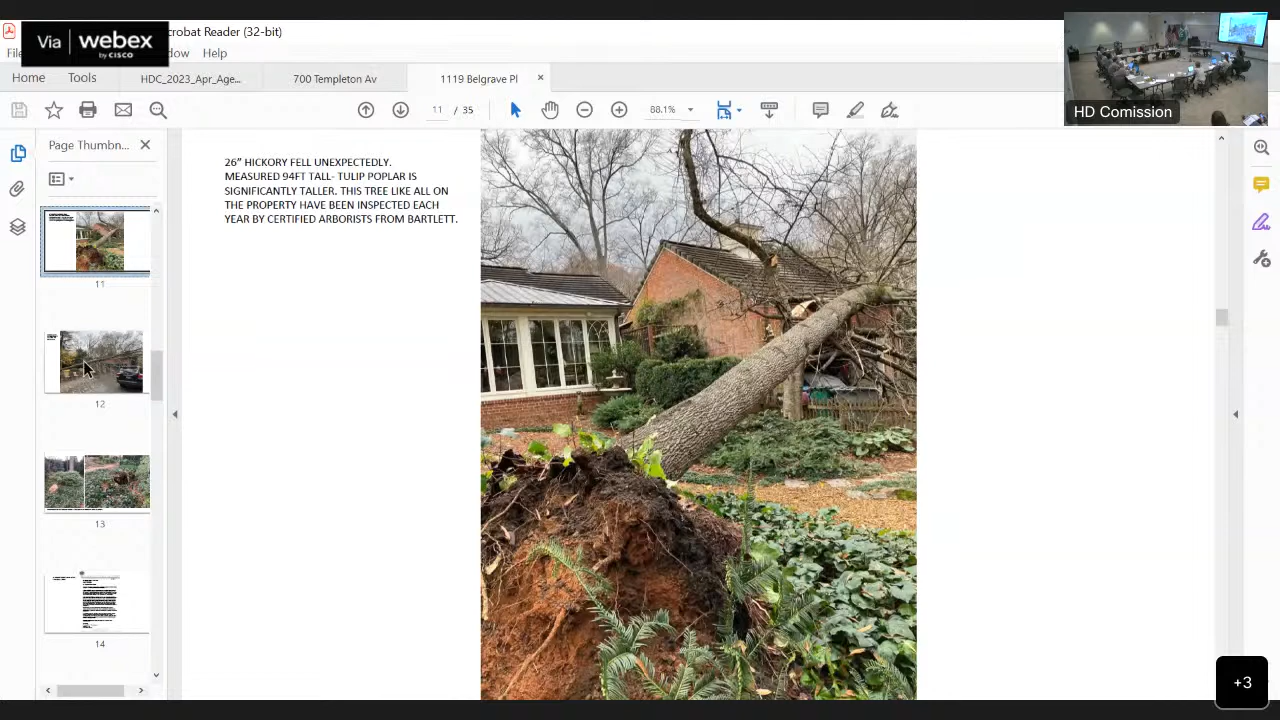 Via webex
by CISCO
crobat Reader (32-bit)
dow Help
Home Tools HDC_2023_Apr_Age... 700 Templeton Av 1119 Belgrave Pl
11 / 35 88.1%
HD Comission
Page Thumbn...
11
12
13
14
26” HICKORY FELL UNEXPECTEDLY.
MEASURED 94FT TALL- TULIP POPLAR IS
SIGNIFICANTLY TALLER. THIS TREE LIKE ALL ON
THE PROPERTY HAVE BEEN INSPECTED EACH
YEAR BY CERTIFIED ARBORISTS FROM BARTLETT.
+3